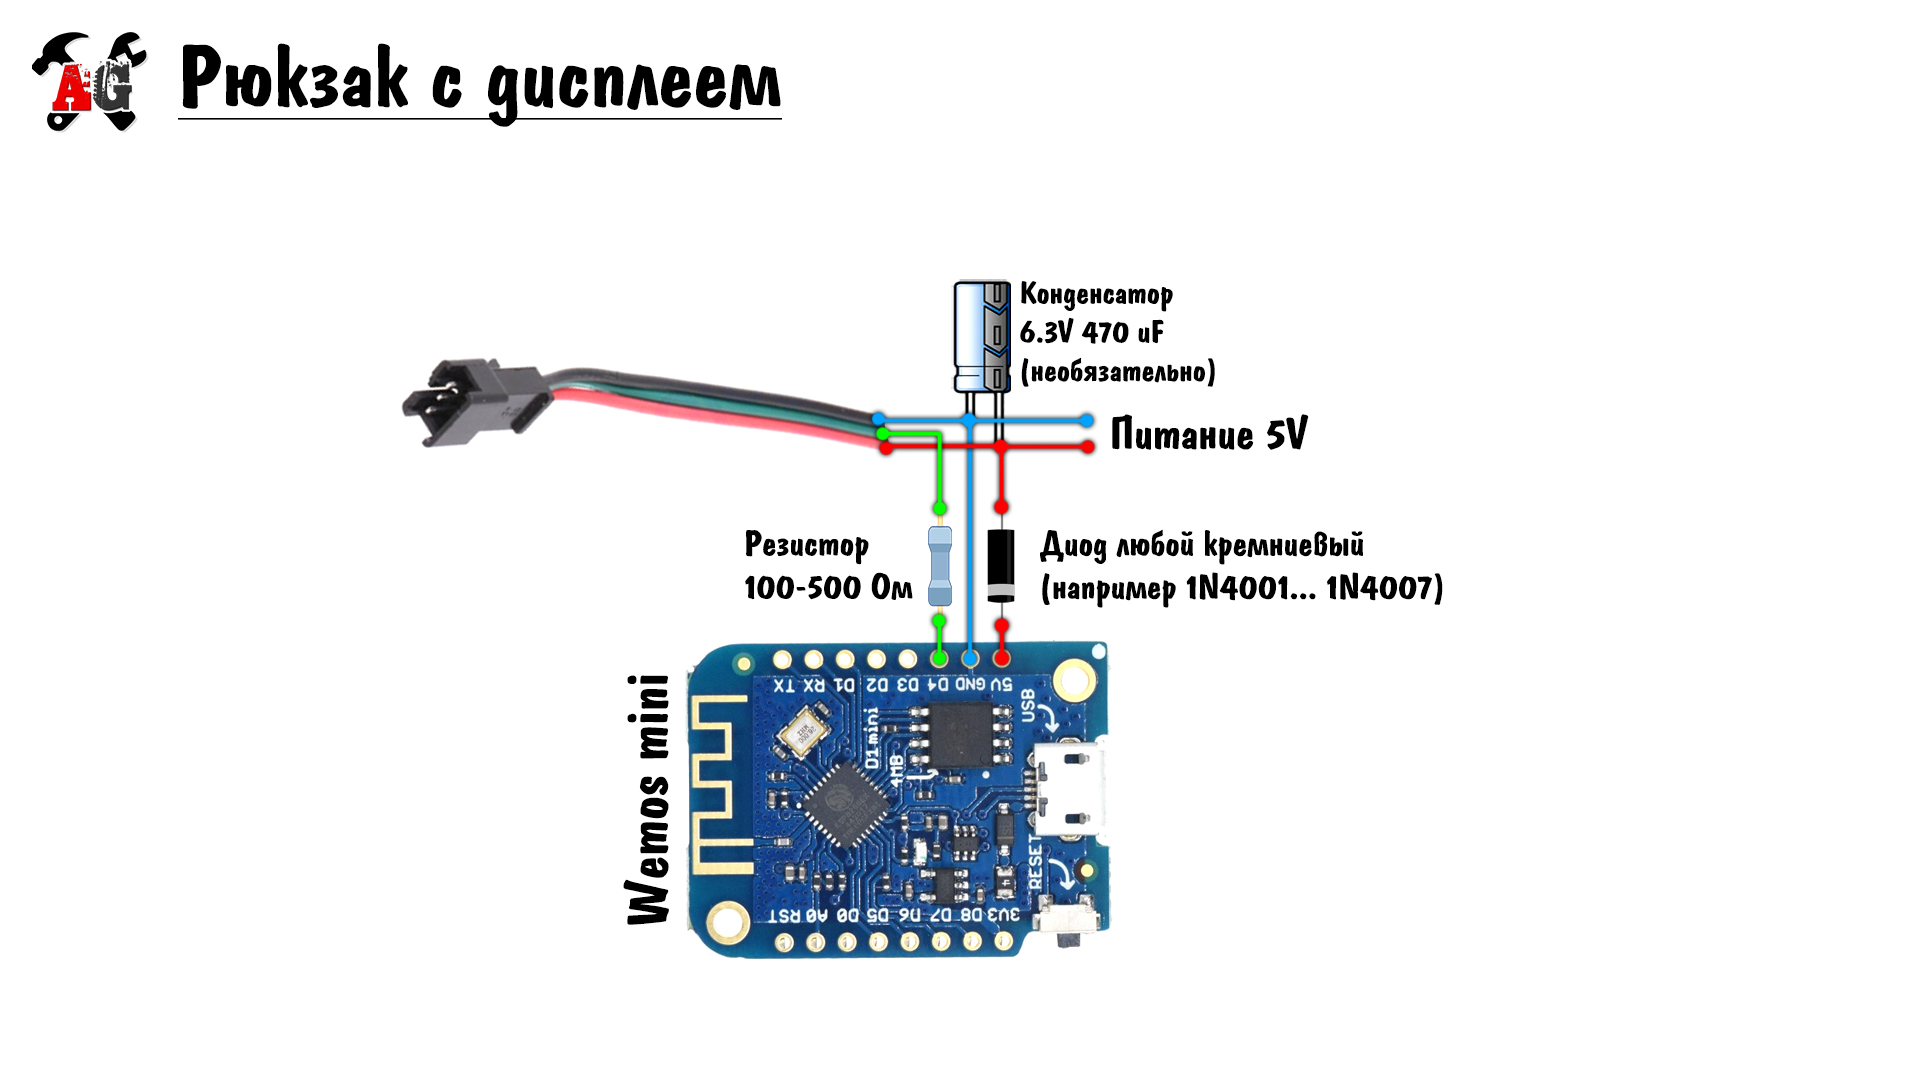 AG
Рюкзак с дисплеем
Конденсатор
6.3V 470 uF
(необязательно)
Питание 5V
Резистор
100-500 Ом
Диод любой кремниевый
(например 1N4001... 1N4007)
Wemos mini
TX RX D1 D2 D3 D4 GND 5V
USB
D1 mini
4MB
RESET
RST A0 D0 D5 D6 D7 D8 3V3